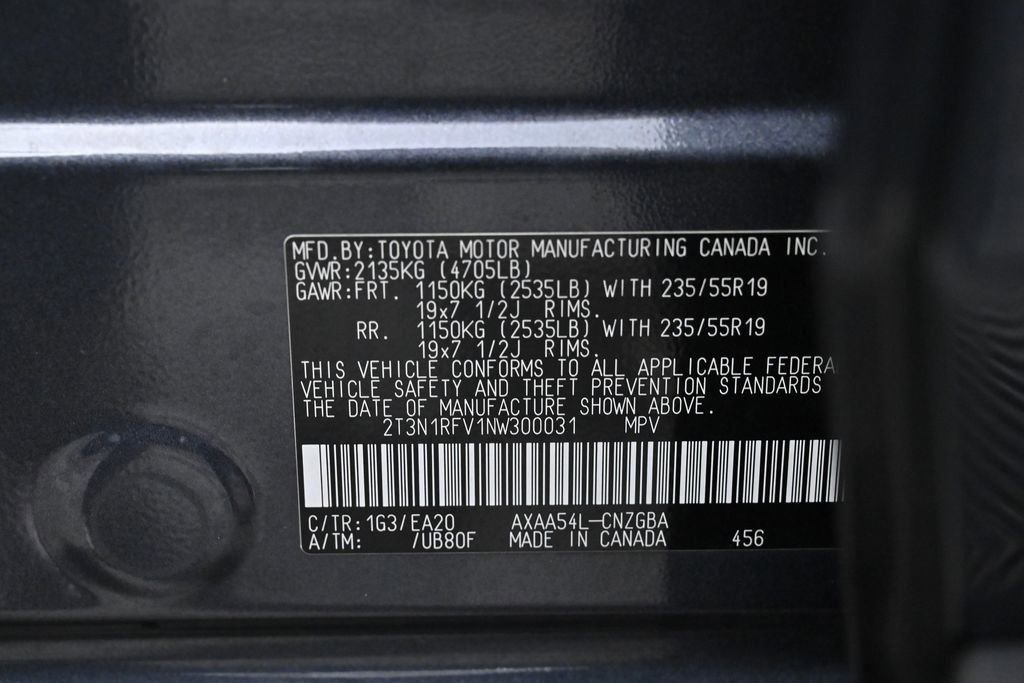 MFD.BY:TOYOTA MOTOR MANUFACTURING CANADA INC.
GVWR:2135KG (4705LB)
GAWR:FRT. 1150KG (2535LB) WITH 235/55R19
19x7 1/2J RIMS.
RR. 1150KG (2535LB) WITH 235/55R19
19x7 1/2J RIMS.
THIS VEHICLE CONFORMS TO ALL APPLICABLE FEDERA
VEHICLE SAFETY AND THEFT PREVENTION STANDARDS
THE DATE OF MANUFACTURE SHOWN ABOVE.
2T3N1RFV1NW300031 MPV
C/TR:1G3/EA20 AXAA54L-CNZGBA
A/TM: /UB80F MADE IN CANADA 456